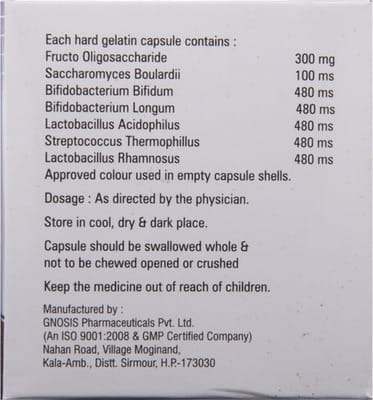 Each hard gelatin capsule contains :
Fructo Oligosaccharide 300 mg
Saccharomyces Boulardii 100 ms
Bifidobacterium Bifidum 480 ms
Bifidobacterium Longum 480 ms
Lactobacillus Acidophilus 480 ms
Streptococcus Thermophillus 480 ms
Lactobacillus Rhamnosus 480 ms
Approved colour used in empty capsule shells.
Dosage : As directed by the physician.
Store in cool, dry & dark place.
Capsule should be swallowed whole &
not to be chewed opened or crushed
Keep the medicine out of reach of children.
Manufactured by :
GNOSIS Pharmaceuticals Pvt. Ltd.
(An ISO 9001:2008 & GMP Certified Company)
Nahan Road, Village Moginand,
Kala-Amb., Distt. Sirmour, H.P.-173030